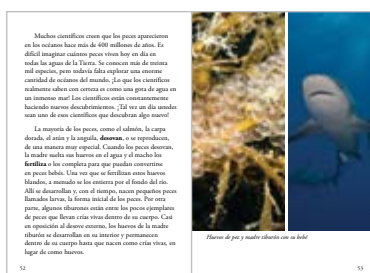 Muchos científicos creen que los peces aparecieron
en los océanos hace más de 400 millones de años. Es
difícil imaginar cuántos peces viven hoy en día en
todas las aguas de la Tierra. Se conocen más de treinta
mil especies, pero todavía falta explorar una enorme
cantidad de océanos del mundo. ¡Lo que los científicos
realmente saben con certeza es como una gota de agua en
un inmenso mar! Los científicos están constantemente
haciendo nuevos descubrimientos. ¡Tal vez un día ustedes
sean uno de esos científicos que descubran algo nuevo!
La mayoría de los peces, como el salmón, la carpa
dorada, el atún y la anguila, desovan, o se reproducen,
de una manera muy especial. Cuando los peces desovan,
la madre suelta sus huevos en el agua y el macho los
fertiliza o los completa para que puedan convertirse
en peces bebés. Una vez que se fertilizan estos huevos
blandos, a menudo se los entierra por el fondo del río.
Allí se desarrollan y, con el tiempo, nacen pequeños peces
llamados larvas, la forma inicial de los peces. Por otra
parte, algunos tiburones están entre los pocos ejemplares
de peces que llevan crías vivas dentro de su cuerpo. Casi
en oposición al desove externo, los huevos de la madre
tiburón se desarrollan en su interior y permanecen
dentro de su cuerpo hasta que nacen como crías vivas, en
lugar de como huevos.
52
Huevos de pez y madre tiburón con su bebé
53